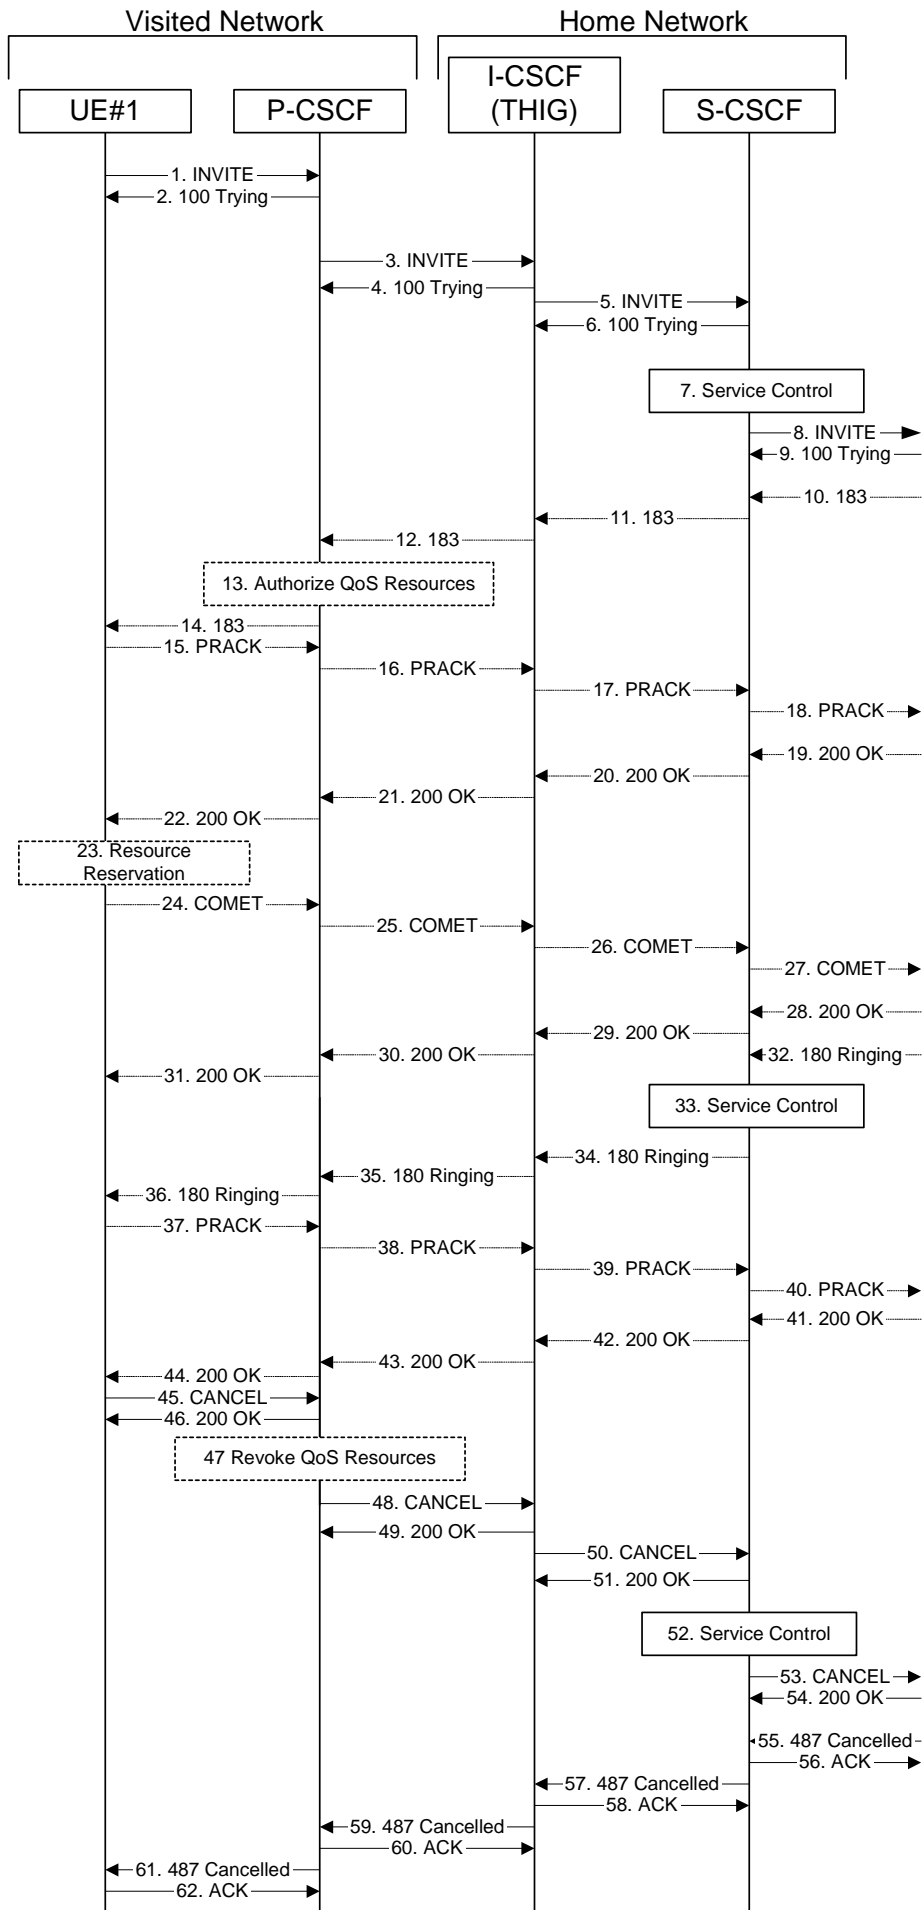 Visited Network
Home Network
UE#1
P-CSCF
I-CSCF
(THIG)
S-CSCF
1. INVITE
2. 100 Trying
3. INVITE
4. 100 Trying
5. INVITE
6. 100 Trying
7. Service Control
8. INVITE
9. 100 Trying
10. 183
11. 183
12. 183
13. Authorize QoS Resources
14. 183
15. PRACK
16. PRACK
17. PRACK
18. PRACK
19. 200 OK
20. 200 OK
21. 200 OK
22. 200 OK
23. Resource
Reservation
24. COMET
25. COMET
26. COMET
27. COMET
28. 200 OK
29. 200 OK
30. 200 OK
32. 180 Ringing
31. 200 OK
33. Service Control
34. 180 Ringing
35. 180 Ringing
36. 180 Ringing
37. PRACK
38. PRACK
39. PRACK
40. PRACK
41. 200 OK
42. 200 OK
43. 200 OK
44. 200 OK
45. CANCEL
46. 200 OK
47 Revoke QoS Resources
48. CANCEL
49. 200 OK
50. CANCEL
51. 200 OK
52. Service Control
53. CANCEL
54. 200 OK
55. 487 Cancelled
56. ACK
57. 487 Cancelled
58. ACK
59. 487 Cancelled
60. ACK
61. 487 Cancelled
62. ACK